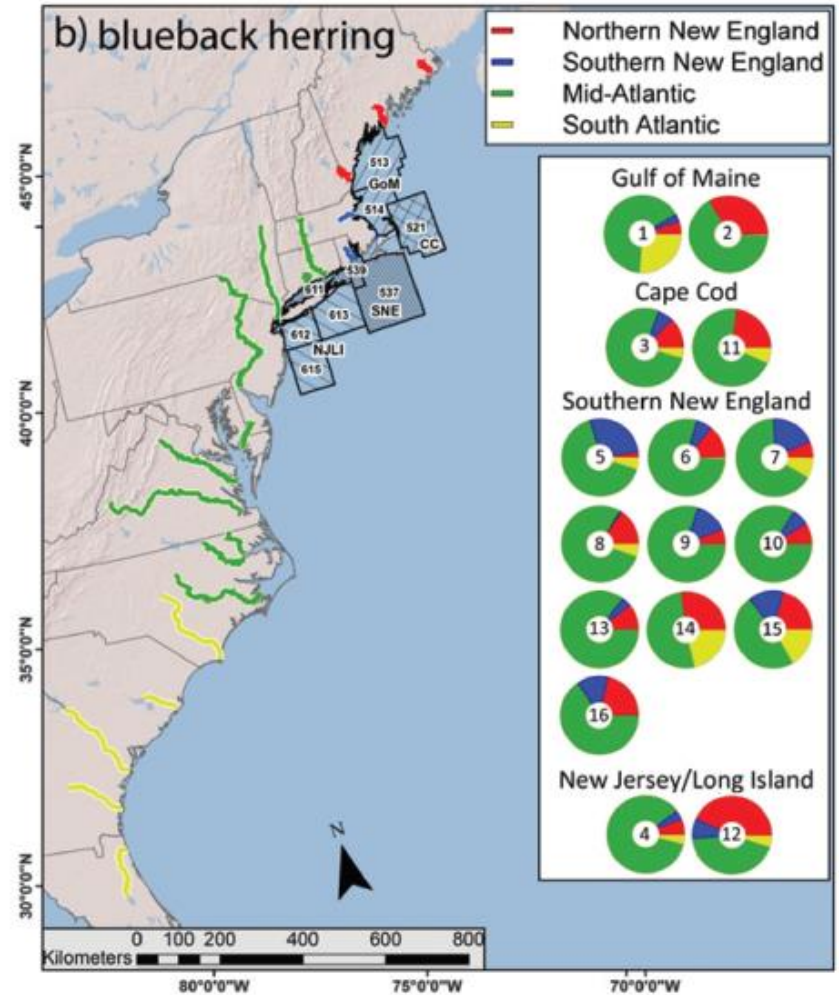 b) blueback herring
Northern New England
Southern New England
Mid-Atlantic
South Atlantic
45°0'0"N
40°0'0"N
35°0'0"N
30°0'0"N
513
GoM
514
521
CC
539
611
537
SNE
613
612
NJLI
615
Gulf of Maine
1 2
Cape Cod
3 11
Southern New England
5 6 7
8 9 10
13 14 15
16
New Jersey/Long Island
4 12
N
Kilometers 0 100 200 400 600 800
80°0'0"W 75°0'0"W 70°0'0"W